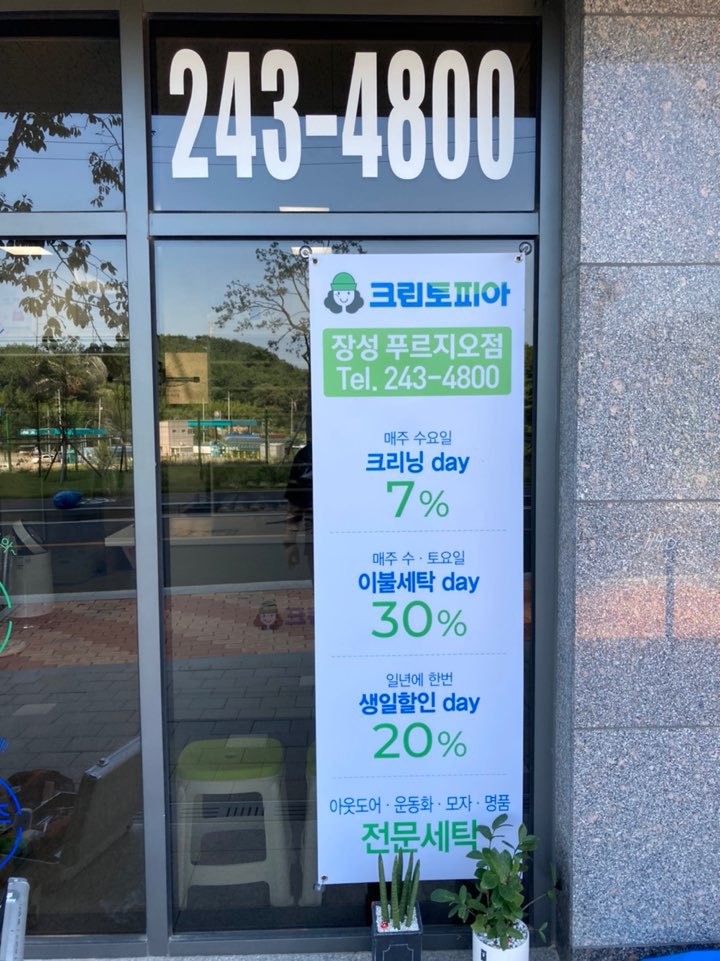 243-4800
크린토피아
장성 푸르지오점
Tel. 243-4800
매주 수요일
크리닝 day
7%
매주 수 · 토요일
이불세탁 day
30%
일년에 한번
생일할인 day
20%
아웃도어 · 운동화 · 모자 · 명품
전문세탁